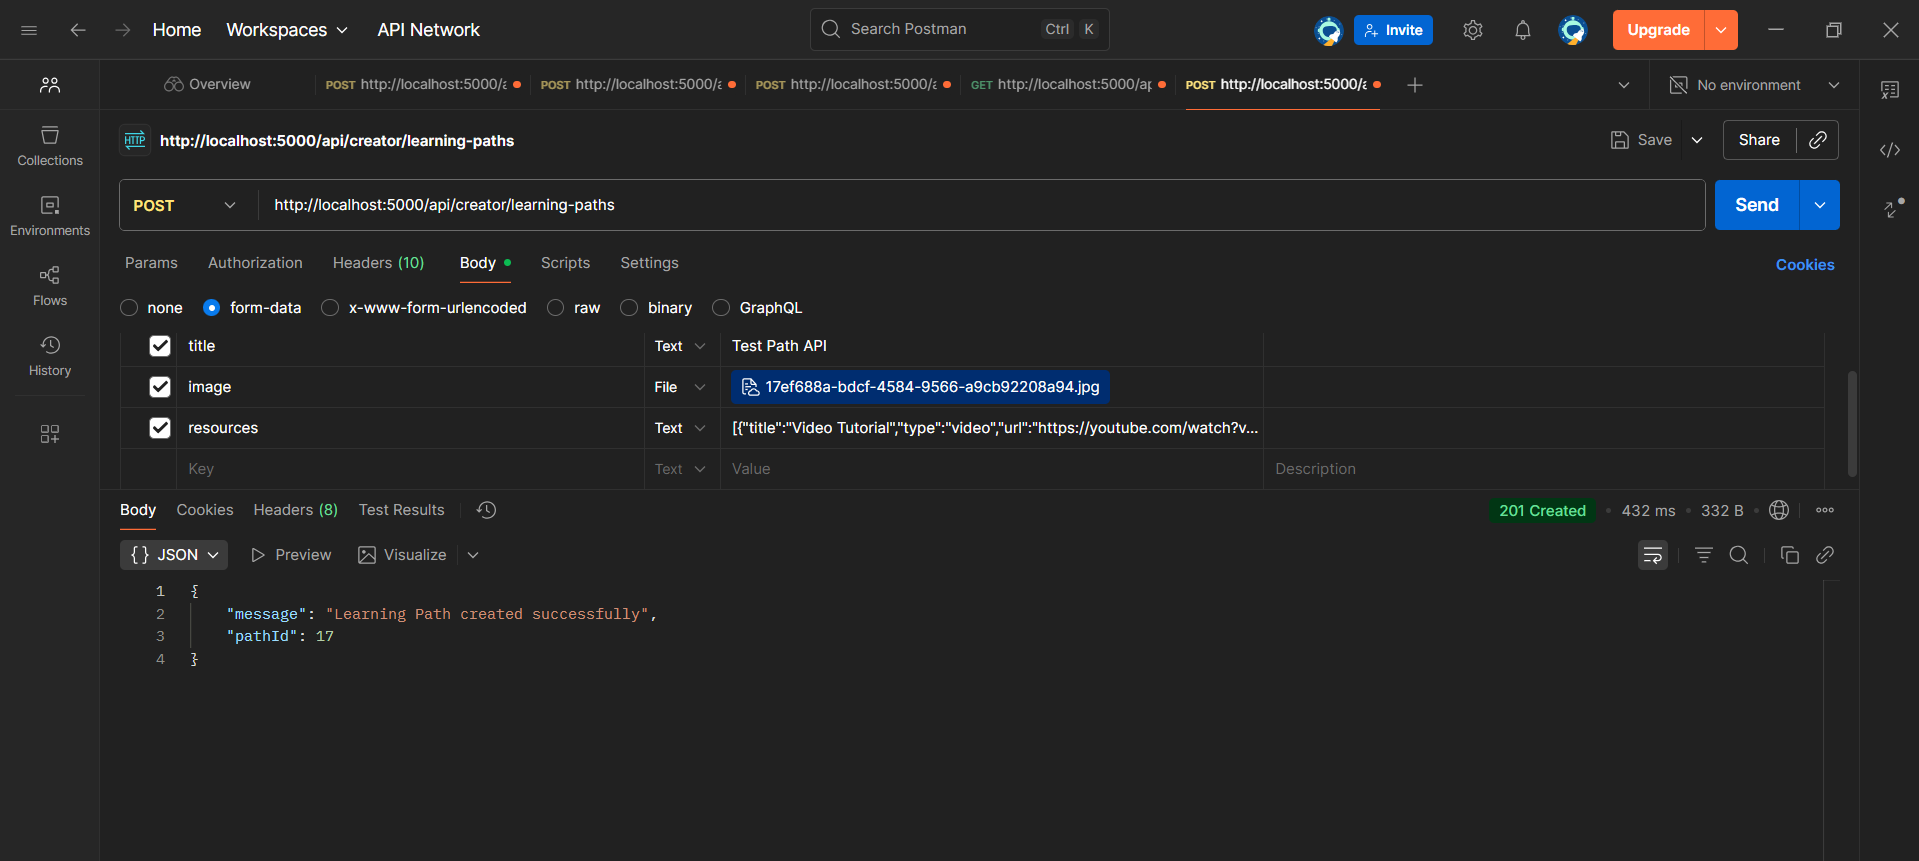 Home Workspaces API Network Search Postman Ctrl K Invite Upgrade
Overview POST http://localhost:5000/a POST http://localhost:5000/a POST http://localhost:5000/a GET http://localhost:5000/ap POST http://localhost:5000/a No environment
Collections
Environments
Flows
History
HTTP http://localhost:5000/api/creator/learning-paths Save Share
POST http://localhost:5000/api/creator/learning-paths Send
Params Authorization Headers (10) Body Scripts Settings Cookies
none form-data x-www-form-urlencoded raw binary GraphQL
title Text Test Path API
image File 17ef688a-bdcf-4584-9566-a9cb92208a94.jpg
resources Text [{"title":"Video Tutorial","type":"video","url":"https://youtube.com/watch?v...
Key Text Value Description
Body Cookies Headers (8) Test Results 201 Created 432 ms 332 B
{} JSON Preview Visualize
1 {
2 "message": "Learning Path created successfully",
3 "pathId": 17
4 }